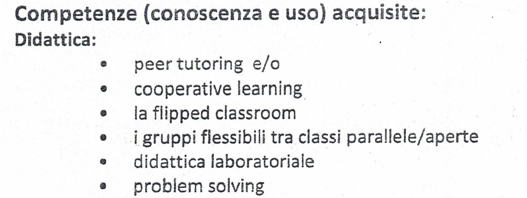 Competenze (conoscenza e uso) acquisite:
Didattica:
• peer tutoring e/o
• cooperative learning
• la flipped classroom
• i gruppi flessibili tra classi parallele/aperte
• didattica laboratoriale
• problem solving